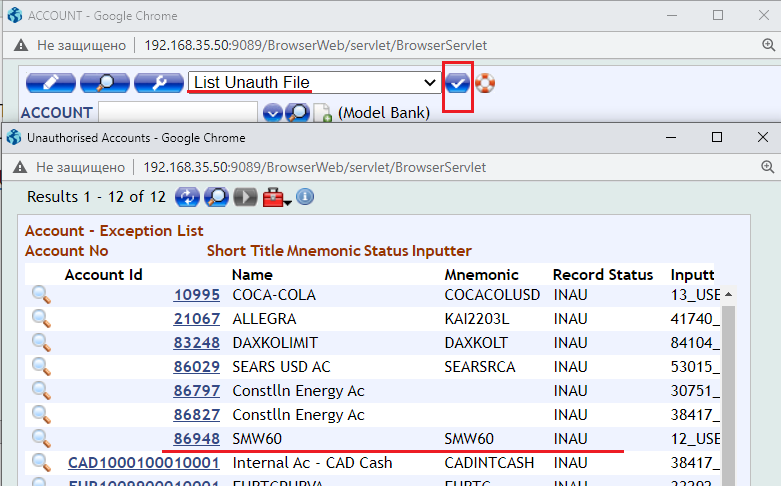 ACCOUNT - Google Chrome
Не защищено 192.168.35.50:9089/BrowserWeb/servlet/BrowserServlet
List Unauth File
ACCOUNT (Model Bank)
Unauthorised Accounts - Google Chrome
Не защищено 192.168.35.50:9089/BrowserWeb/servlet/BrowserServlet
Results 1 - 12 of 12
Account - Exception List
Account No Short Title Mnemonic Status Inputter
Account Id Name Mnemonic Record Status Inputt
10995 COCA-COLA COCACOLUSD INAU 13_USE
21067 ALLEGRA KAI2203L INAU 41740_
83248 DAXKOLIMIT DAXKOLT INAU 84104_
86029 SEARS USD AC SEARSRCA INAU 53015_
86797 Constlln Energy Ac INAU 30751_
86827 Constlln Energy Ac INAU 38417_
86948 SMW60 SMW60 INAU 12_USE
CAD1000100010001 Internal Ac - CAD Cash CADINTCASH INAU 38417_